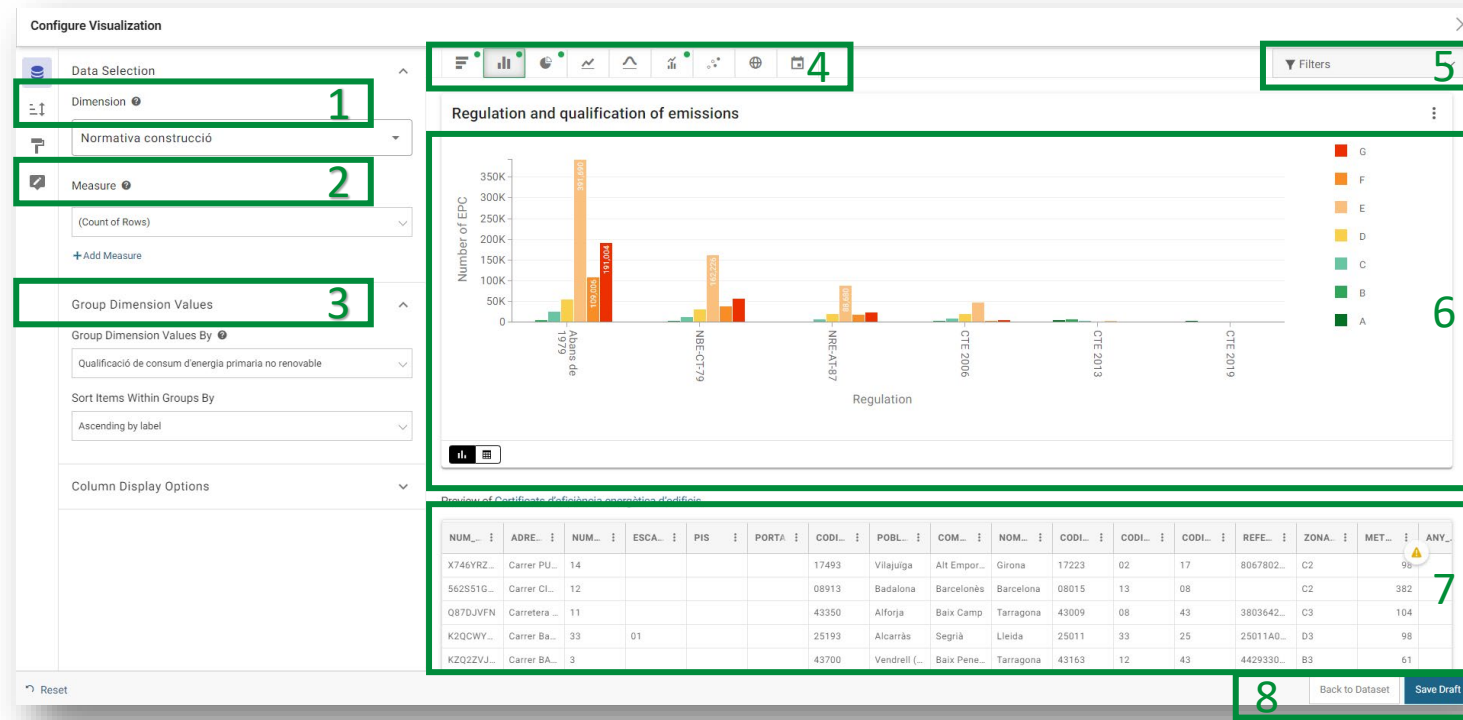 Configure Visualization
Data Selection
4
Filters
5
Dimension
1
Normativa construcció
Measure
2
(Count of Rows)
+Add Measure
Group Dimension Values
3
Group Dimension Values By
Qualificació de consum d'energia primaria no renovable
Sort Items Within Groups By
Ascending by label
Column Display Options
Regulation and qualification of emissions
Number of EPC
350K
300K
250K
200K
150K
100K
50K
0
391,690
109,006
191,004
162,226
88,600
Abans de 1979
NBE-CT-79
NRE-AT-87
CTE 2006
CTE 2013
CTE 2019
Regulation
G
F
E
D
C
B
A
6
Preview of Certificats d'eficiència energètica d'edificis
NUM_... ADRE... NUM... ESCA... PIS PORTA CODI... POBL... COM... NOM... CODI... CODI... CODI... REFE... ZONA... MET... ANY_...
X746YRZ... Carrer PU... 14 17493 Vilajuïga Alt Empor... Girona 17223 02 17 8067802... C2 98
562S51G... Carrer Cl... 12 08913 Badalona Barcelonès Barcelona 08015 13 08 C2 382
Q87DJVFN Carretera ... 11 43350 Alforja Baix Camp Tarragona 43009 08 43 3803642... C3 104
K2QCWY... Carrer Ba... 33 01 25193 Alcarràs Segrià Lleida 25011 33 25 25011A0... D3 98
KZQ2ZVJ... Carrer BA... 3 43700 Vendrell (... Baix Pene... Tarragona 43163 12 43 4429330... B3 61
7
Reset
8
Back to Dataset
Save Draft